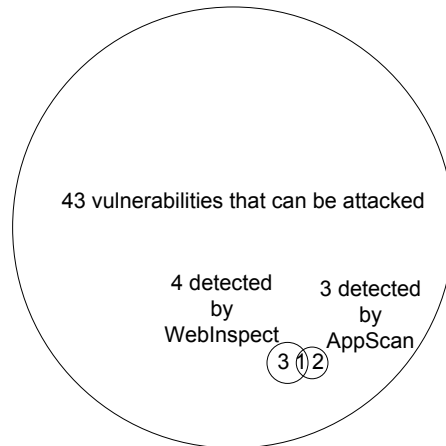 43 vulnerabilities that can be attacked
4 detected
by
WebInspect
3 detected
by
AppScan
3 1 2